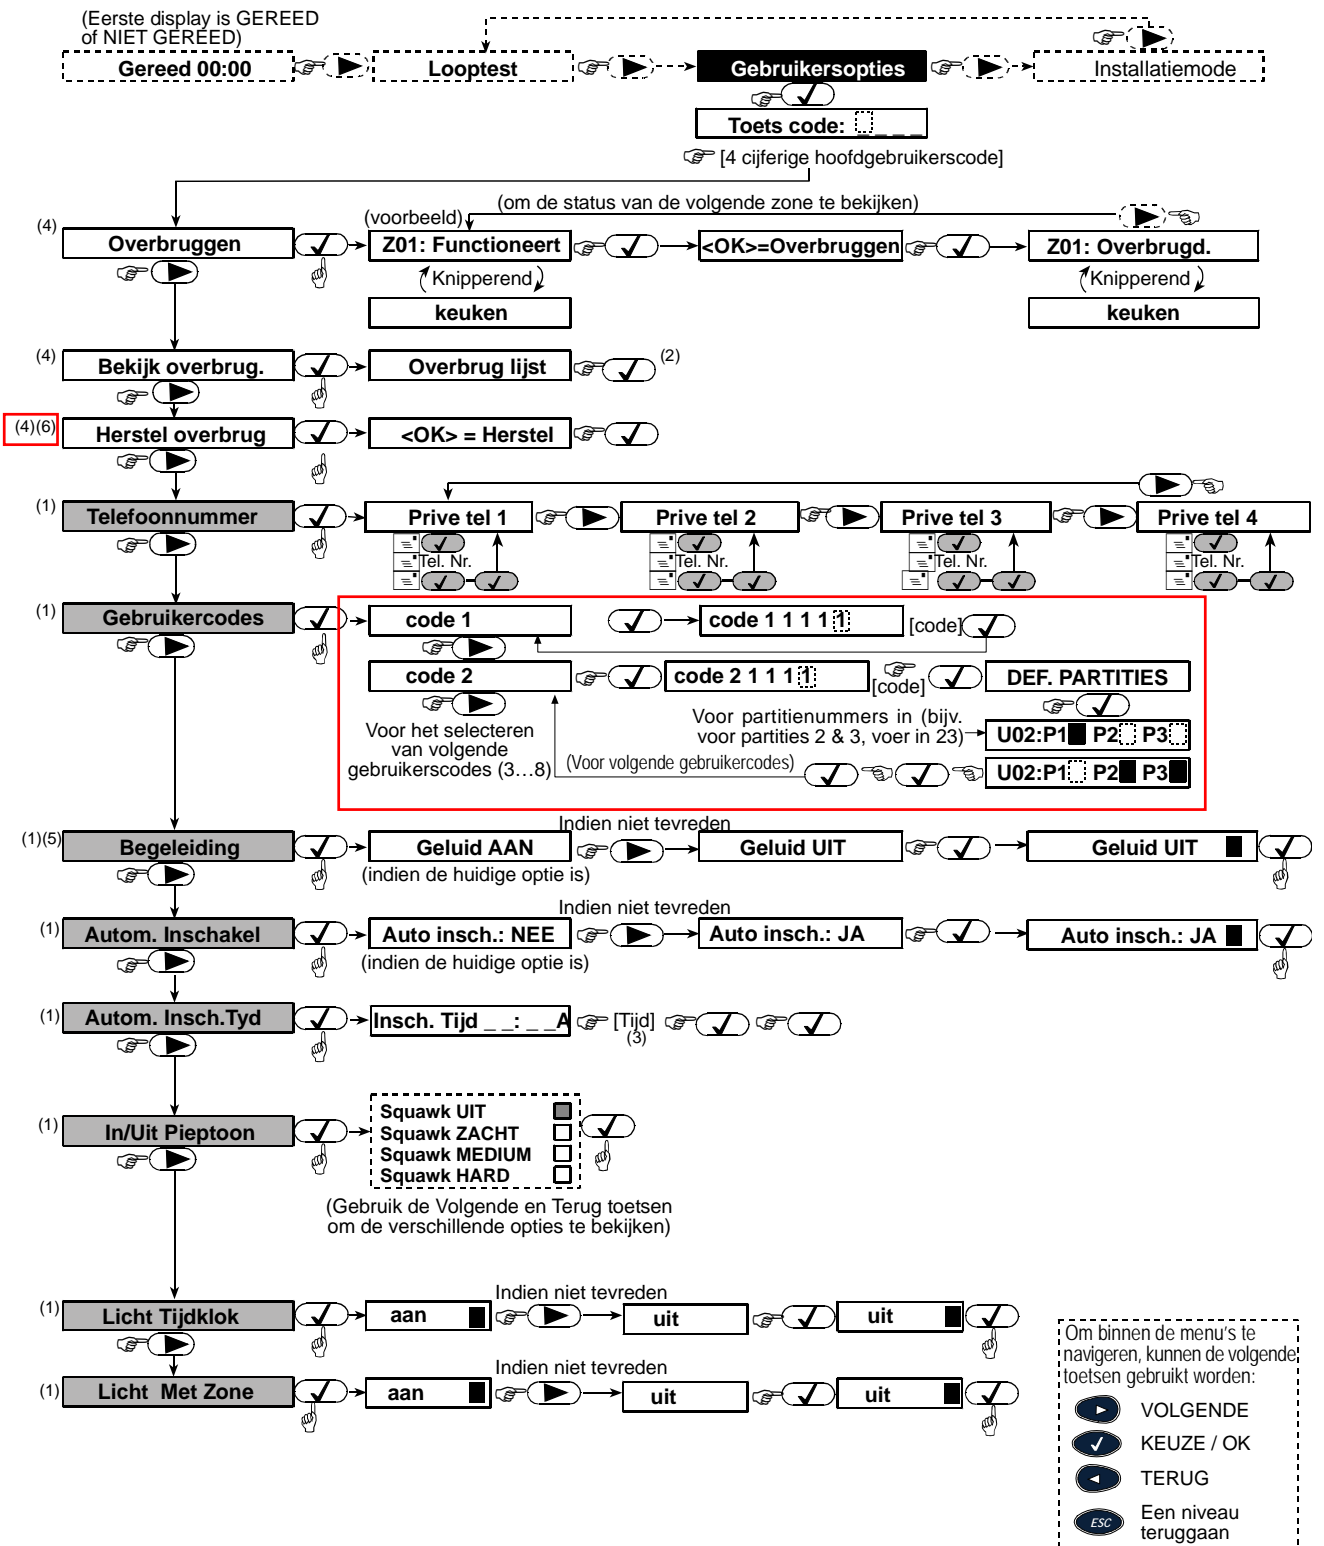 (Eerste display is GEREED
of NIET GEREED)
Gereed 00:00
Looptest
Gebruikersopties
Installatiemode
Toets code: _ _ _ _
[4 cijferige hoofdgebruikerscode]
(om de status van de volgende zone te bekijken)
(voorbeeld)
(4)
Overbruggen
Z01: Functioneert
<OK>=Overbruggen
Z01: Overbrugd.
Knipperend
Knipperend
keuken
keuken
(4)
Bekijk overbrug.
Overbrug lijst
(2)
(4)(6)
Herstel overbrug
<OK> = Herstel
(1)
Telefoonnummer
Prive tel 1
Prive tel 2
Prive tel 3
Prive tel 4
Tel. Nr.
Tel. Nr.
Tel. Nr.
Tel. Nr.
(1)
Gebruikercodes
code 1
code 1 1 1 1 1
[code]
code 2
code 2 1 1 1 1
[code]
DEF. PARTITIES
Voor het selecteren
van volgende
gebruikerscodes (3…8)
Voor partitienummers in (bijv.
voor partities 2 & 3, voer in 23)
U02:P1 P2 P3
(Voor volgende gebruikercodes)
U02:P1 P2 P3
Indien niet tevreden
(1)(5)
Begeleiding
Geluid AAN
Geluid UIT
Geluid UIT
(indien de huidige optie is)
Indien niet tevreden
(1)
Autom. Inschakel
Auto insch.: NEE
Auto insch.: JA
Auto insch.: JA
(indien de huidige optie is)
(1)
Autom. Insch.Tyd
Insch. Tijd _ _: _ _A
[Tijd]
(3)
(1)
In/Uit Pieptoon
Squawk UIT
Squawk ZACHT
Squawk MEDIUM
Squawk HARD
(Gebruik de Volgende en Terug toetsen
om de verschillende opties te bekijken)
Indien niet tevreden
(1)
Licht Tijdklok
aan
uit
uit
Indien niet tevreden
(1)
Licht Met Zone
aan
uit
uit
Om binnen de menu's te
navigeren, kunnen de volgende
toetsen gebruikt worden:
VOLGENDE
KEUZE / OK
TERUG
ESC
Een niveau
teruggaan